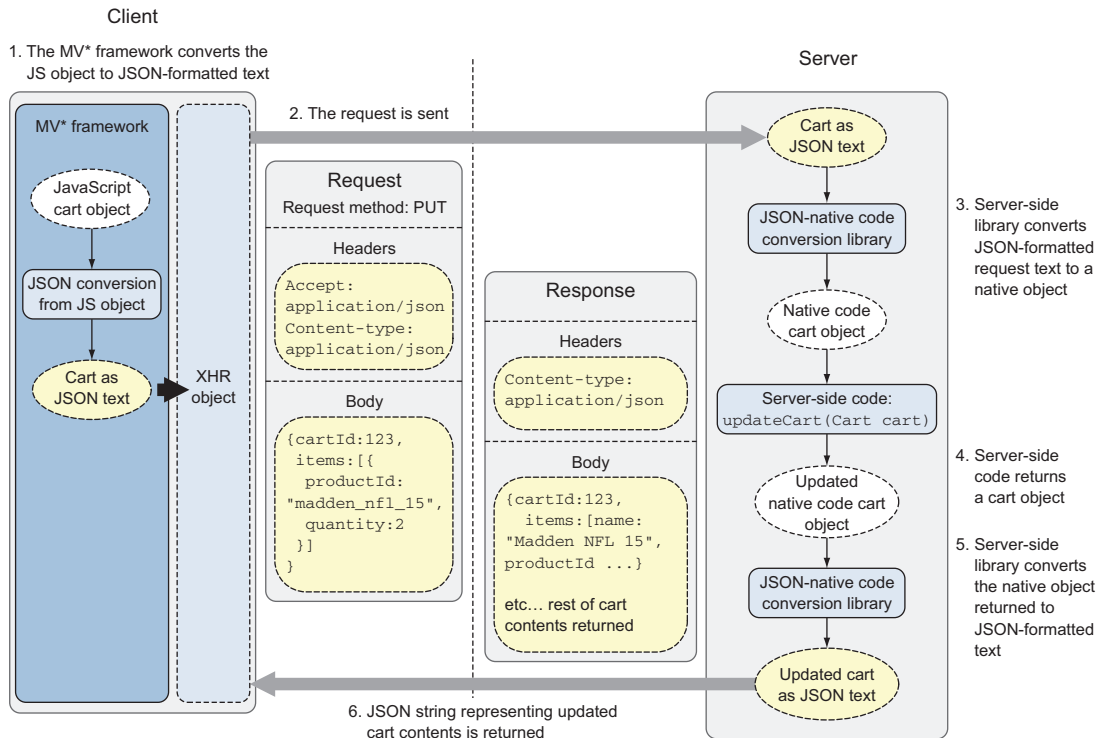 Client
1. The MV* framework converts the
JS object to JSON-formatted text
MV* framework
JavaScript
cart object
JSON conversion
from JS object
Cart as
JSON text
XHR
object
2. The request is sent
Request
Request method: PUT
Headers
Accept:
application/json
Content-type:
application/json
Body
{cartId:123,
items:[{
productId:
"madden_nfl_15",
quantity:2
}]
}
Response
Headers
Content-type:
application/json
Body
{cartId:123,
items:[name:
"Madden NFL 15",
productId ...}
etc… rest of cart
contents returned
6. JSON string representing updated
cart contents is returned
Server
Cart as
JSON text
JSON-native code
conversion library
Native code
cart object
Server-side code:
updateCart(Cart cart)
Updated
native code cart
object
JSON-native code
conversion library
Updated cart
as JSON text
3. Server-side
library converts
JSON-formatted
request text to a
native object
4. Server-side
code returns
a cart object
5. Server-side
library converts
the native object
returned to
JSON-formatted
text